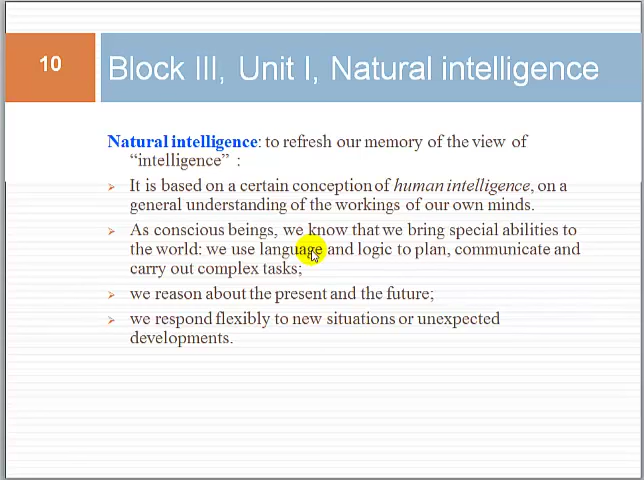 10
Block III, Unit I, Natural intelligence
Natural intelligence: to refresh our memory of the view of
“intelligence” :
It is based on a certain conception of human intelligence, on a
general understanding of the workings of our own minds.
As conscious beings, we know that we bring special abilities to
the world: we use language and logic to plan, communicate and
carry out complex tasks;
we reason about the present and the future;
we respond flexibly to new situations or unexpected
developments.